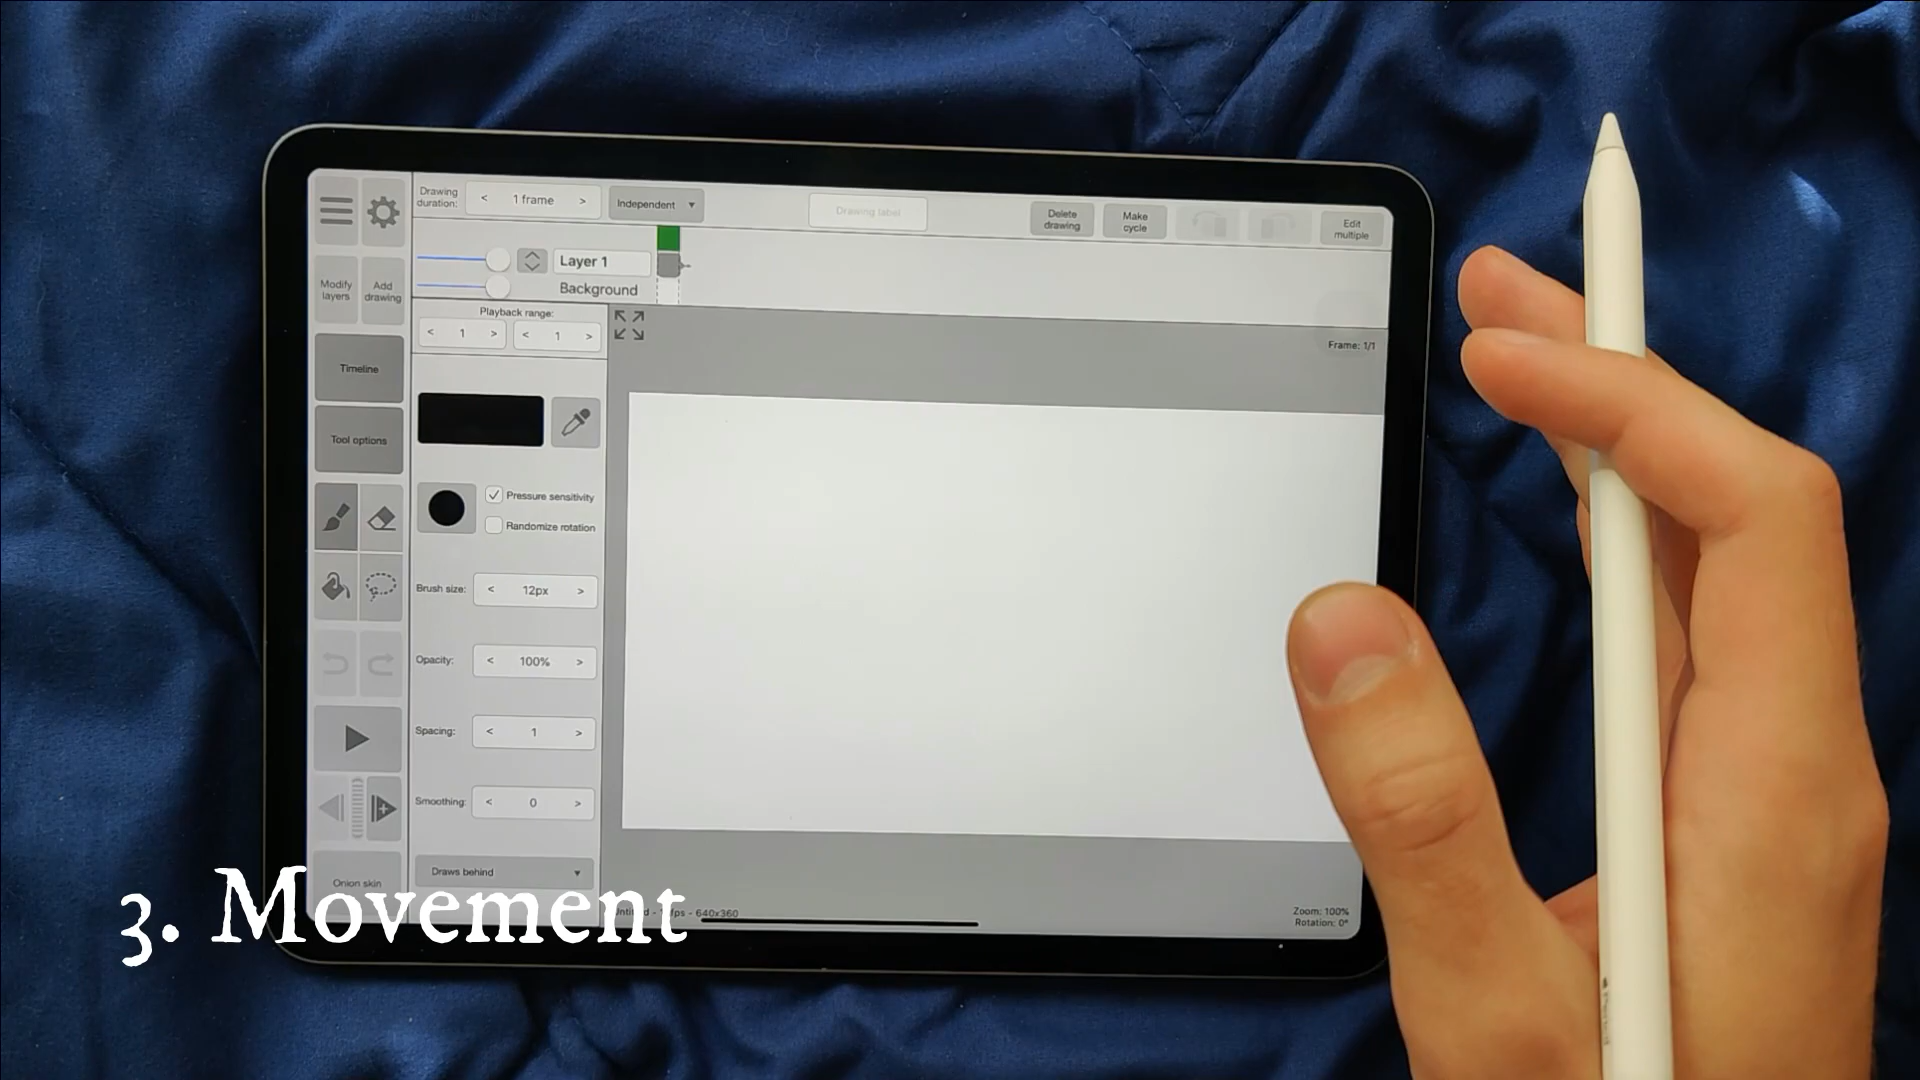 Drawing duration:
< 1 frame >
Independent
Drawing label
Delete drawing
Make cycle
Edit multiple
Layer 1
Background
Modify layers
Add drawing
Playback range:
< 1 >
< 1 >
Frame: 1/1
Timeline
Tool options
Pressure sensitivity
Randomize rotation
Brush size:
< 12px >
Opacity:
< 100% >
Spacing:
< 1 >
Smoothing:
< 0 >
Draws behind
Onion skin
fps - 640x360
Zoom: 100%
Rotation: 0°
3. Movement